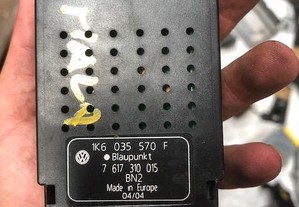 1K6 035 570 F
Blaupunkt
7 617 310 015
BN2
Made in Europe
04/04